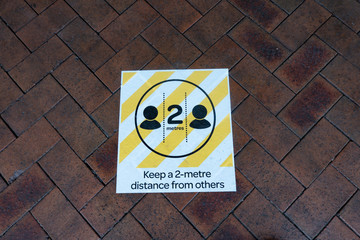 2
metres
Keep a 2-metre
distance from others